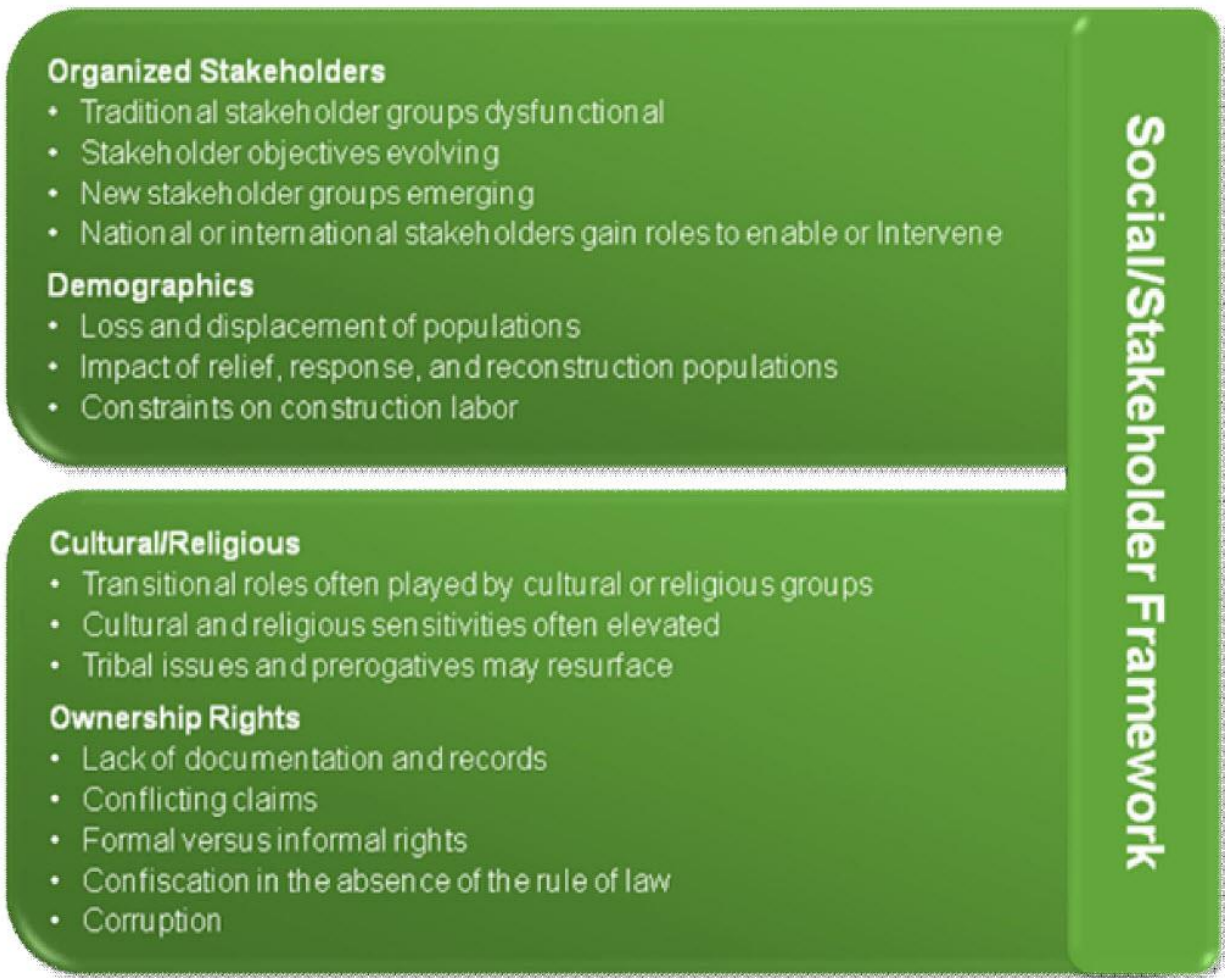 Organized Stakeholders
• Traditional stakeholder groups dysfunctional
• Stakeholder objectives evolving
• New stakeholder groups emerging
• National or international stakeholders gain roles to enable or Intervene
Demographics
• Loss and displacement of populations
• Impact of relief, response, and reconstruction populations
• Constraints on construction labor
Cultural/Religious
• Transitional roles often played by cultural or religious groups
• Cultural and religious sensitivities often elevated
• Tribal issues and prerogatives may resurface
Ownership Rights
• Lack of documentation and records
• Conflicting claims
• Formal versus informal rights
• Confiscation in the absence of the rule of law
• Corruption
Social/Stakeholder Framework